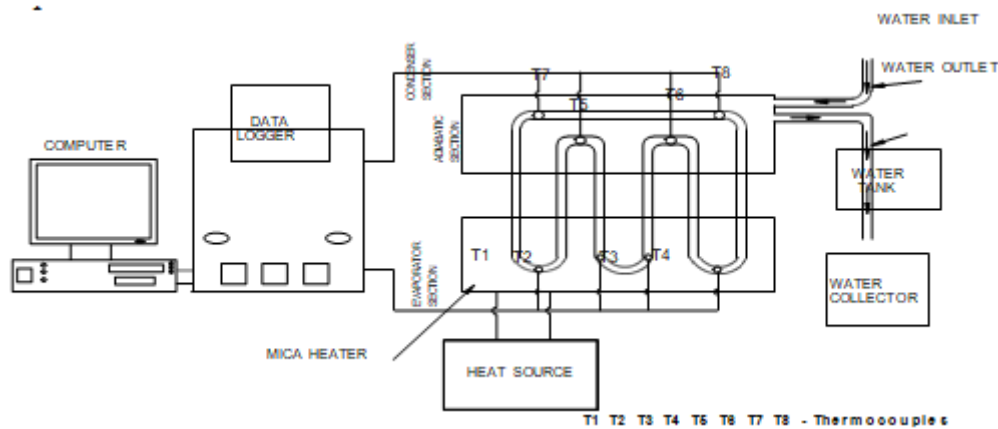 WATER INLET
WATER OUTLET
CONDENSER
SECTION
T7
T8
T5
T6
DATA
LOGGER
ADIABATIC
SECTION
COMPUTER
WATER
TANK
T1
T2
T3
T4
EVAPORATOR
SECTION
WATER
COLLECTOR
MICA HEATER
HEAT SOURCE
T1 T2 T3 T4 T5 T6 T7 T8 - Thermocouples